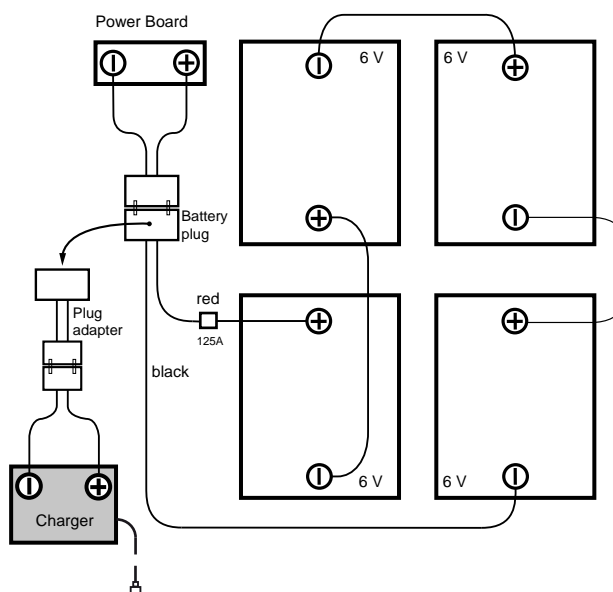 Power Board
6 V
6 V
Battery
plug
Plug
adapter
red
125A
black
6 V
6 V
Charger